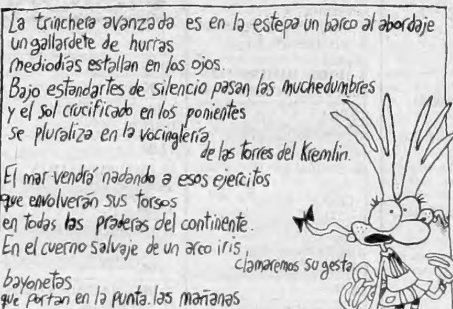 La trinchera avanzada es en la estepa un barco al abordaje
un gallardete de hurras
mediodias estallan en los ojos.
Bajo estandartes de silencio pasan las muchedumbres
y el sol crucificado en los ponientes
se pluraliza en la vocinglería
de las torres del Kremlin.
El mar vendrá nadando a esos ejercitos
que envolveran sus torsos
en todas las praderas del continente.
En el cuerno salvaje de un arco iris
clamaremos su gesta
bayonetas
que portan en la punta las mañanas